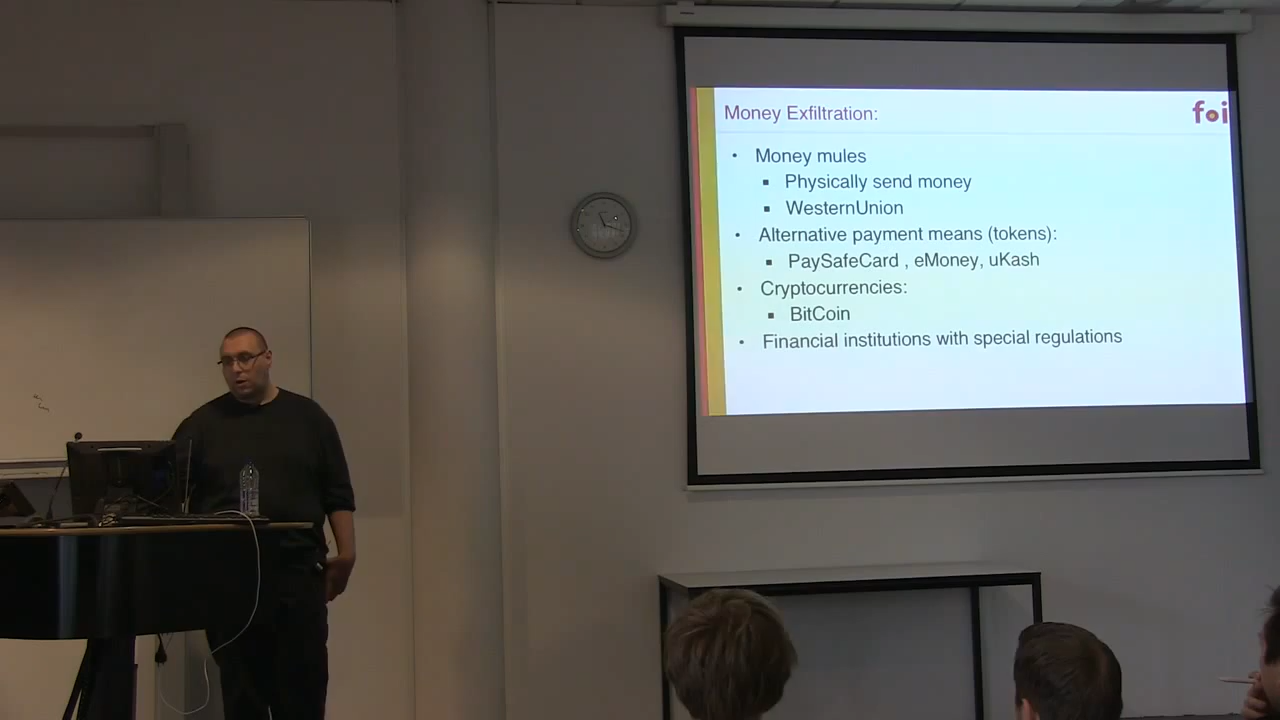 Money Exfiltration:
foi
• Money mules
▪ Physically send money
▪ WesternUnion
• Alternative payment means (tokens):
▪ PaySafeCard , eMoney, uKash
• Cryptocurrencies:
▪ BitCoin
• Financial institutions with special regulations